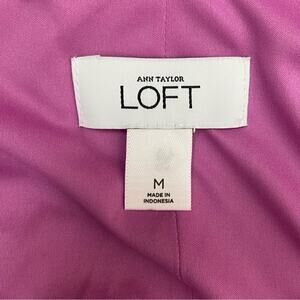 ANN TAYLOR
LOFT
M
MADE IN
INDONESIA